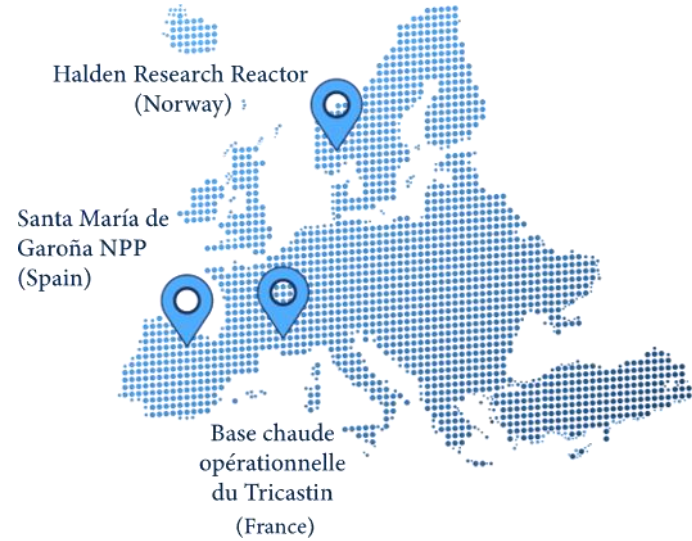 Halden Research Reactor
(Norway)
Santa María de
Garoña NPP
(Spain)
Base chaude
opérationnelle
du Tricastin
(France)